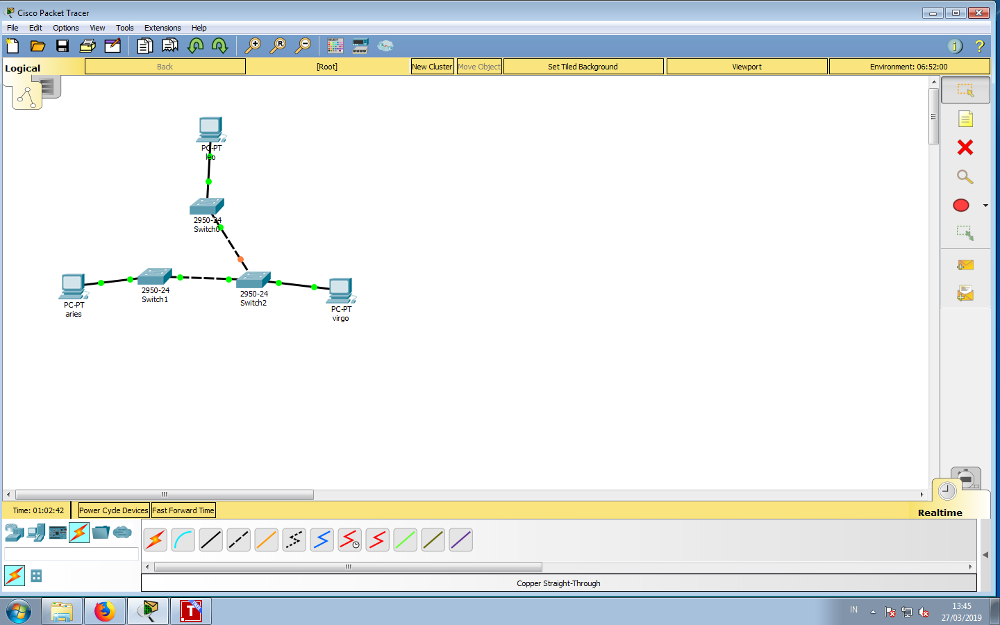 Cisco Packet Tracer
File Edit Options View Tools Extensions Help
Logical Back [Root] New Cluster Move Object Set Tiled Background Viewport Environment: 06:52:00
PC-PT
leo
2950-24
Switch0
2950-24
Switch1
2950-24
Switch2
PC-PT
aries
PC-PT
virgo
Time: 01:02:42 Power Cycle Devices Fast Forward Time
Realtime
Copper Straight-Through
IN
13:45
27/03/2019